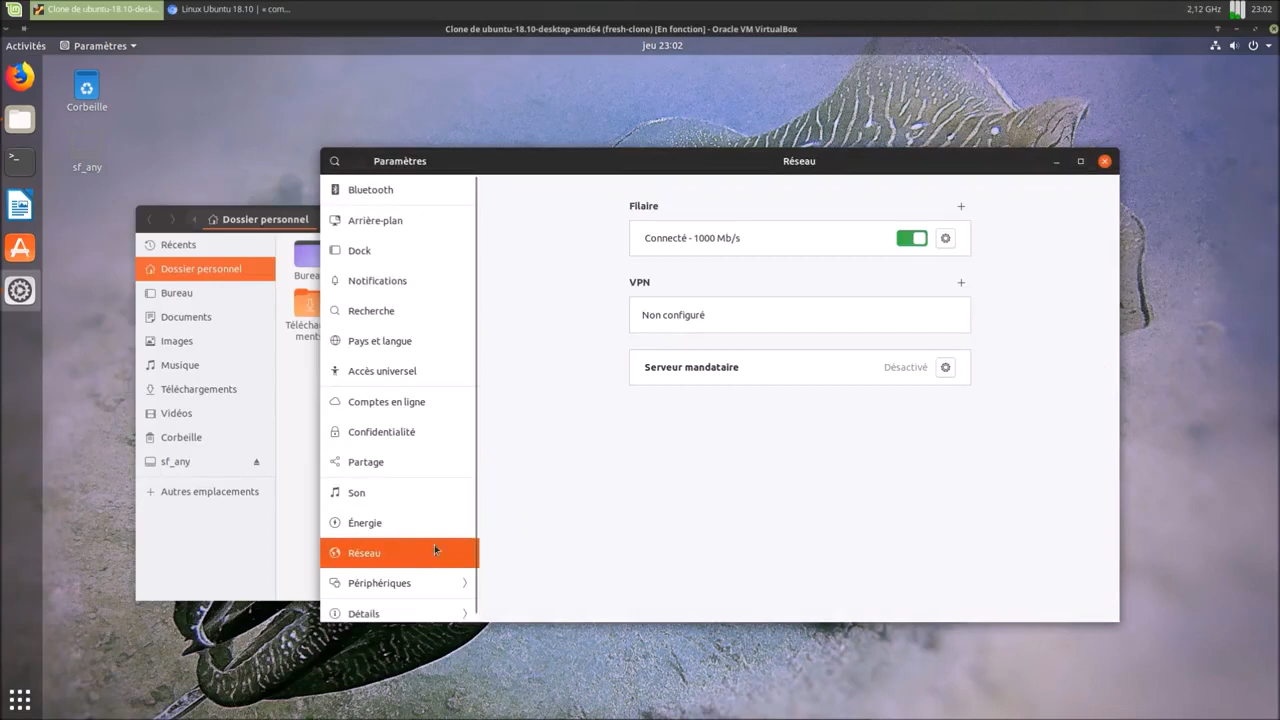 Clone de ubuntu-18.10-desk...
Linux Ubuntu 18.10 | « com...
2,12 GHz
23:02
Clone de ubuntu-18.10-desktop-amd64 (fresh-clone) [En fonction] - Oracle VM VirtualBox
Activités
Paramètres
jeu 23:02
Corbeille
sf_any
Dossier personnel
Récents
Dossier personnel
Bureau
Documents
Images
Musique
Téléchargements
Vidéos
Corbeille
sf_any
Autres emplacements
Burea
Téléchar
ments
Paramètres
Réseau
Bluetooth
Arrière-plan
Dock
Notifications
Recherche
Pays et langue
Accès universel
Comptes en ligne
Confidentialité
Partage
Son
Énergie
Réseau
Périphériques
Détails
Filaire
Connecté - 1000 Mb/s
VPN
Non configuré
Serveur mandataire
Désactivé